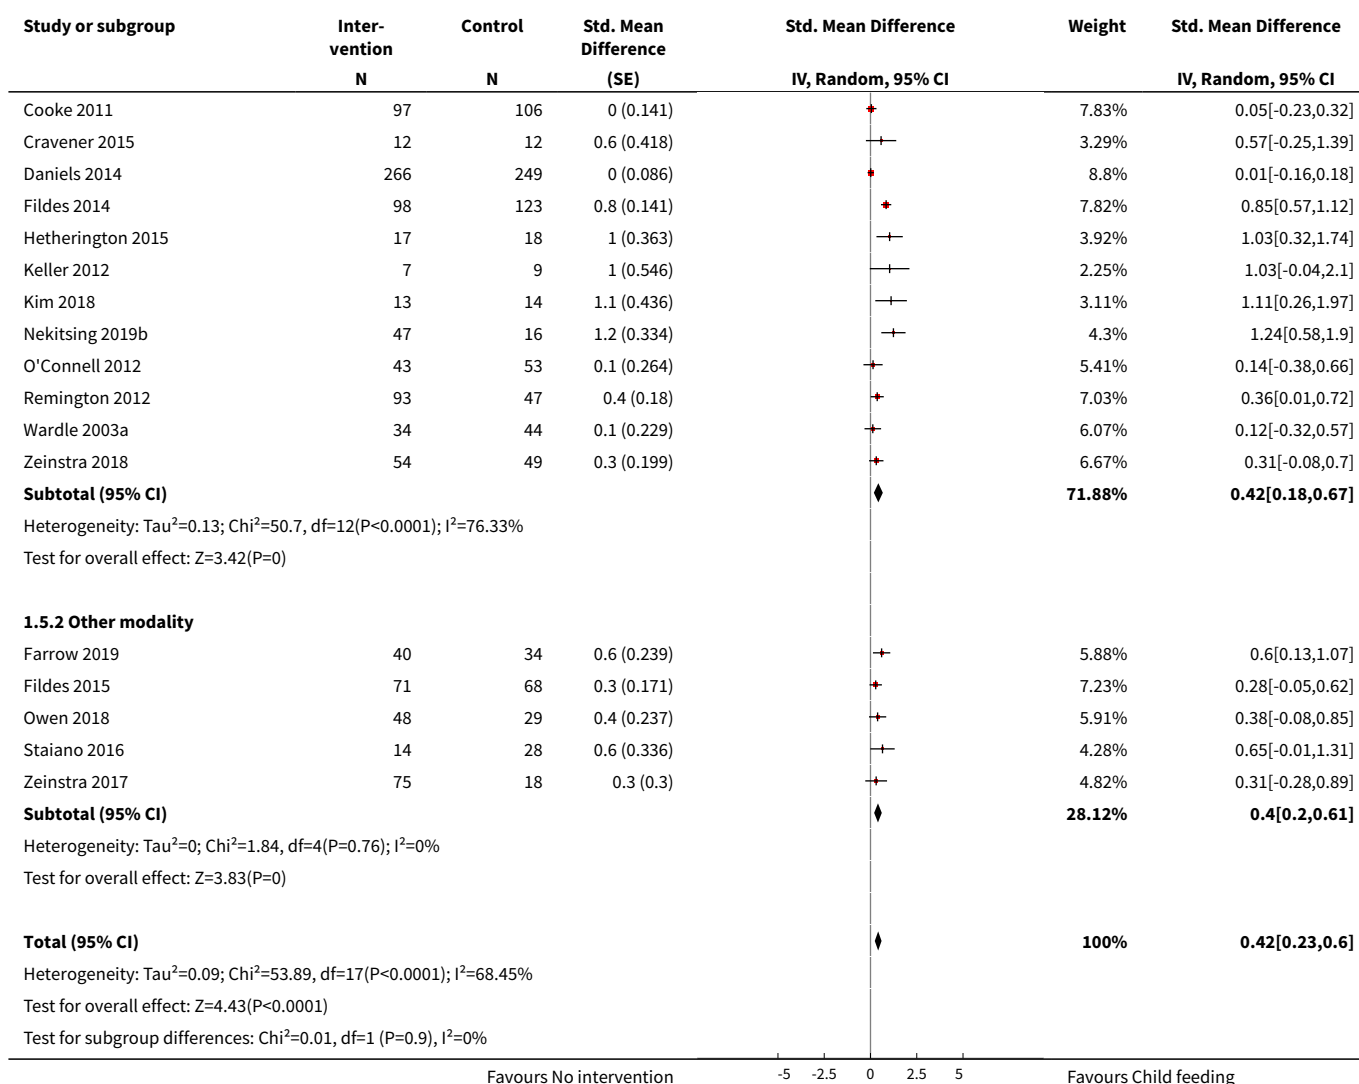 Study or subgroup Inter- Control Std. Mean Std. Mean Difference Weight Std. Mean Difference
vention Difference
N N (SE) IV, Random, 95% CI IV, Random, 95% CI
Cooke 2011 97 106 0 (0.141) 7.83% 0.05[-0.23,0.32]
Cravener 2015 12 12 0.6 (0.418) 3.29% 0.57[-0.25,1.39]
Daniels 2014 266 249 0 (0.086) 8.8% 0.01[-0.16,0.18]
Fildes 2014 98 123 0.8 (0.141) 7.82% 0.85[0.57,1.12]
Hetherington 2015 17 18 1 (0.363) 3.92% 1.03[0.32,1.74]
Keller 2012 7 9 1 (0.546) 2.25% 1.03[-0.04,2.1]
Kim 2018 13 14 1.1 (0.436) 3.11% 1.11[0.26,1.97]
Nekitsing 2019b 47 16 1.2 (0.334) 4.3% 1.24[0.58,1.9]
O'Connell 2012 43 53 0.1 (0.264) 5.41% 0.14[-0.38,0.66]
Remington 2012 93 47 0.4 (0.18) 7.03% 0.36[0.01,0.72]
Wardle 2003a 34 44 0.1 (0.229) 6.07% 0.12[-0.32,0.57]
Zeinstra 2018 54 49 0.3 (0.199) 6.67% 0.31[-0.08,0.7]
Subtotal (95% CI) 71.88% 0.42[0.18,0.67]
Heterogeneity: Tau²=0.13; Chi²=50.7, df=12(P<0.0001); I²=76.33%
Test for overall effect: Z=3.42(P=0)
1.5.2 Other modality
Farrow 2019 40 34 0.6 (0.239) 5.88% 0.6[0.13,1.07]
Fildes 2015 71 68 0.3 (0.171) 7.23% 0.28[-0.05,0.62]
Owen 2018 48 29 0.4 (0.237) 5.91% 0.38[-0.08,0.85]
Staiano 2016 14 28 0.6 (0.336) 4.28% 0.65[-0.01,1.31]
Zeinstra 2017 75 18 0.3 (0.3) 4.82% 0.31[-0.28,0.89]
Subtotal (95% CI) 28.12% 0.4[0.2,0.61]
Heterogeneity: Tau²=0; Chi²=1.84, df=4(P=0.76); I²=0%
Test for overall effect: Z=3.83(P=0)
Total (95% CI) 100% 0.42[0.23,0.6]
Heterogeneity: Tau²=0.09; Chi²=53.89, df=17(P<0.0001); I²=68.45%
Test for overall effect: Z=4.43(P<0.0001)
Test for subgroup differences: Chi²=0.01, df=1 (P=0.9), I²=0%
Favours No intervention -5 -2.5 0 2.5 5 Favours Child feeding